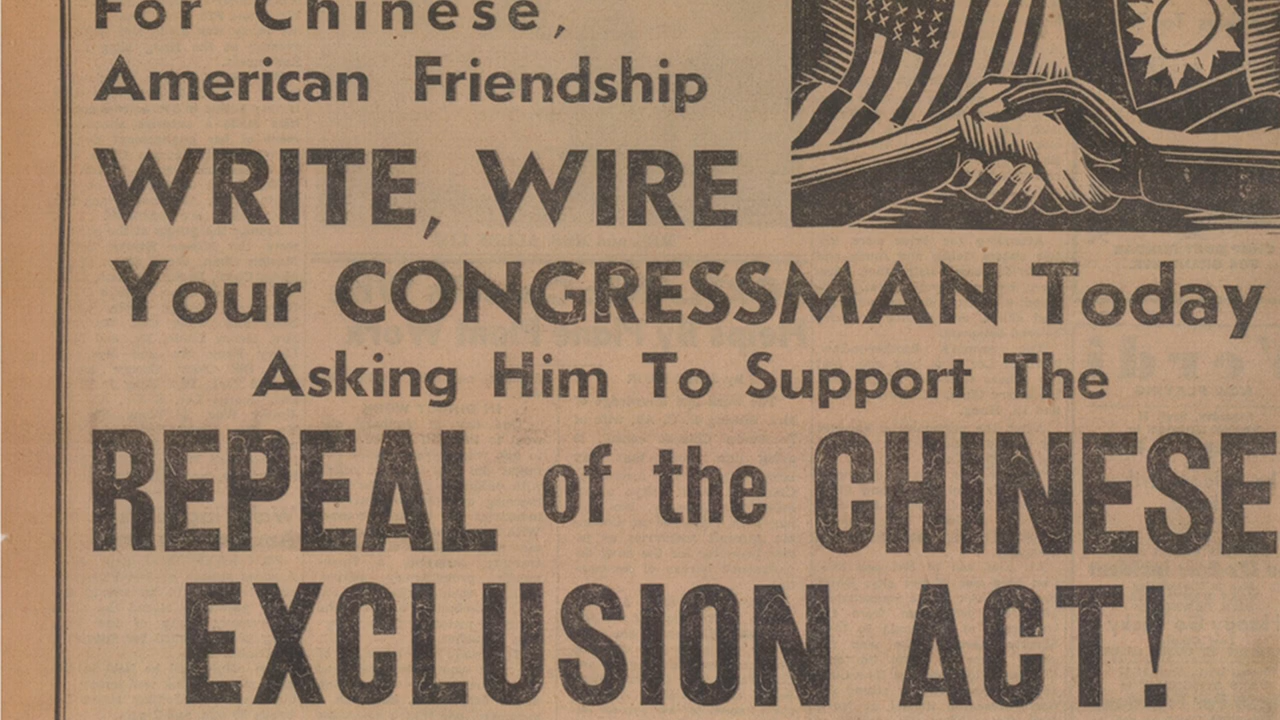 For Chinese,
American Friendship
WRITE, WIRE
Your CONGRESSMAN Today
Asking Him To Support The
REPEAL of the CHINESE
EXCLUSION ACT!